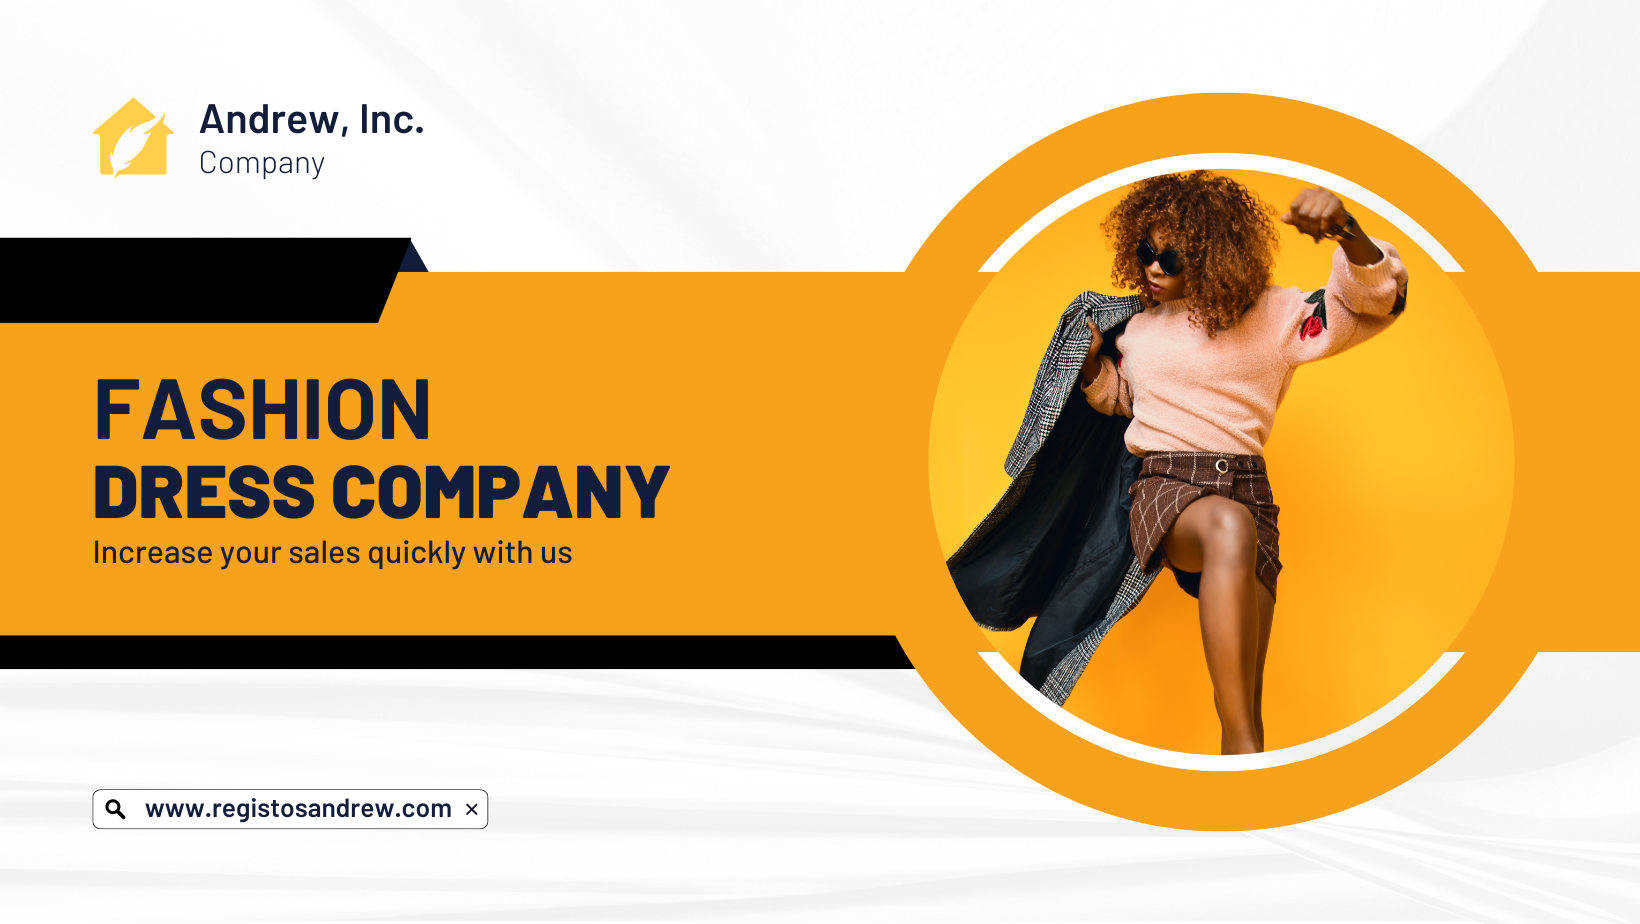 Andrew, Inc.
Company
FASHION
DRESS COMPANY
Increase your sales quickly with us
www.registosandrew.com ×